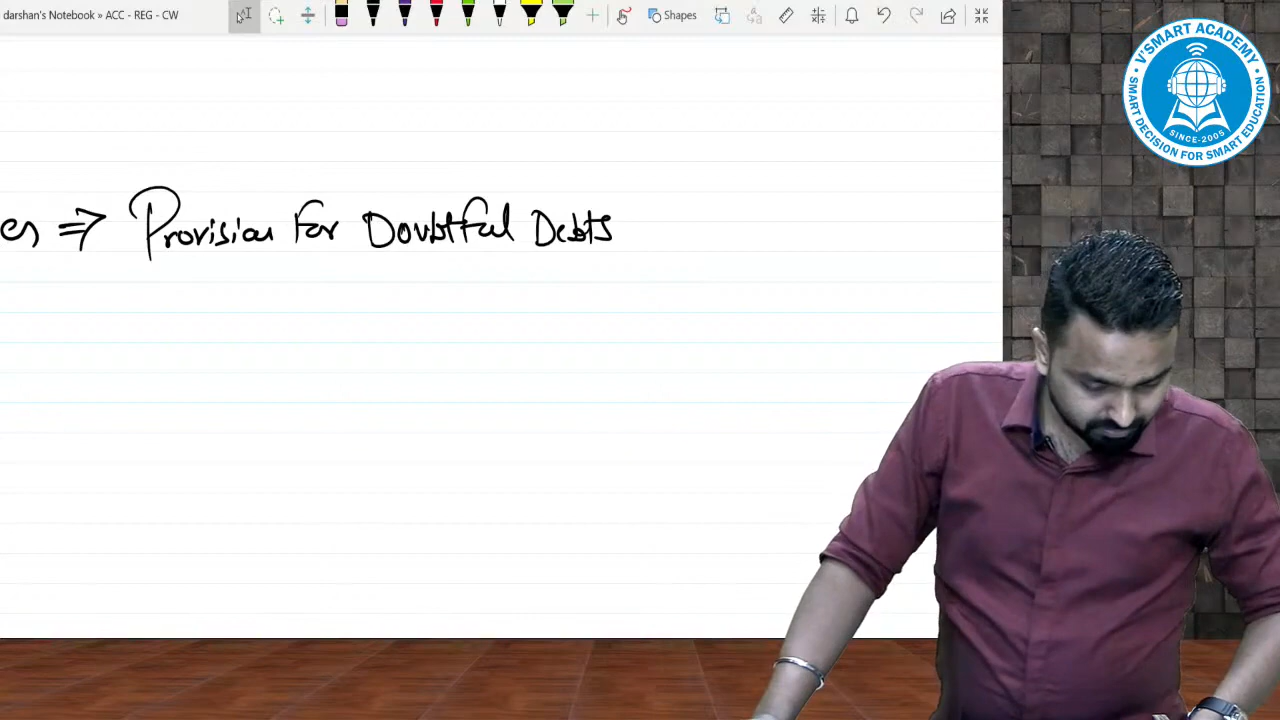 darshan's Notebook » ACC - REG - CW
Shapes
⇒ Provision For Doubtful Debts
V'SMART ACADEMY
SINCE-2005
SMART DECISION FOR SMART EDUCATION